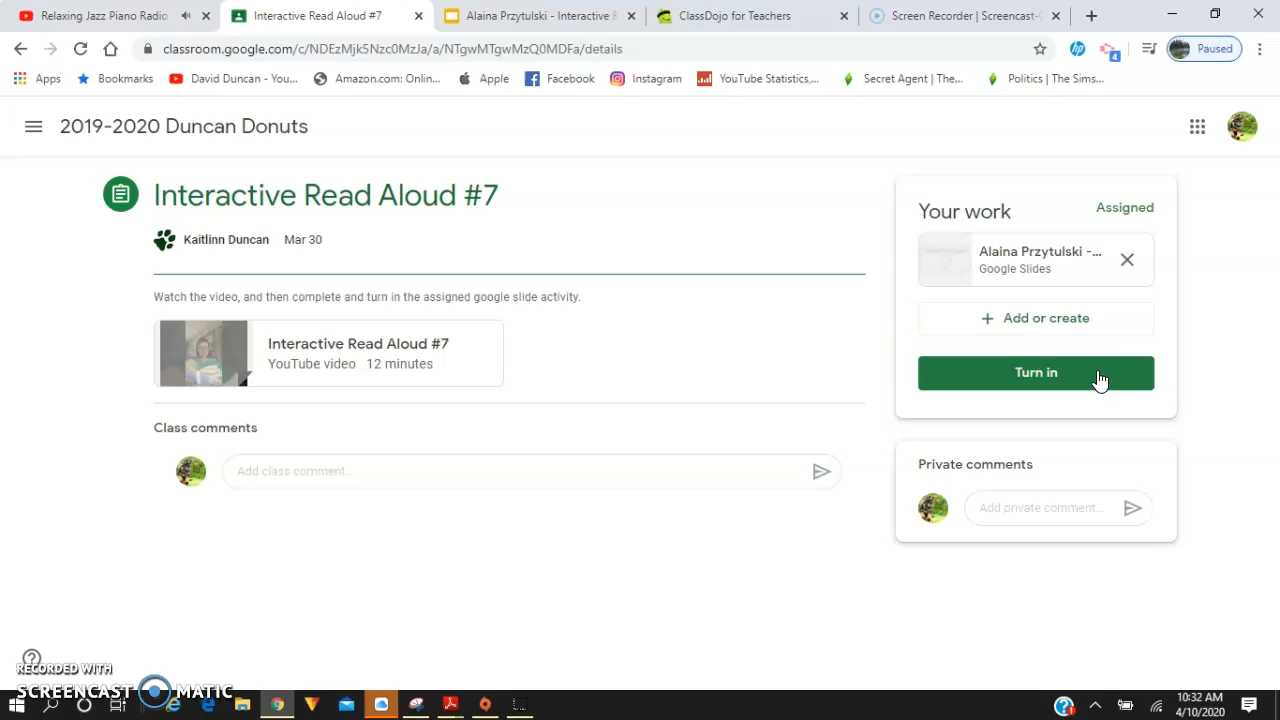 Relaxing Jazz Piano Radio
Interactive Read Aloud #7
Alaina Przytulski - Interactive
ClassDojo for Teachers
Screen Recorder | Screencast-
classroom.google.com/c/NDEzMjk5Nzc0MzJa/a/NTgwMTgwMzQ0MDFa/details
4
Paused
Apps
Bookmarks
David Duncan - You...
Amazon.com: Onlin...
Apple
Facebook
Instagram
YouTube Statistics,...
Secret Agent | The...
Politics | The Sims...
2019-2020 Duncan Donuts
Interactive Read Aloud #7
Kaitlinn Duncan Mar 30
Watch the video, and then complete and turn in the assigned google slide activity.
Interactive Read Aloud #7
YouTube video 12 minutes
Class comments
Add class comment...
Your work
Assigned
Alaina Przytulski -...
Google Slides
+ Add or create
Turn in
Private comments
Add private comment...
RECORDED WITH
SCREENCAST MATIC
10:32 AM
4/10/2020